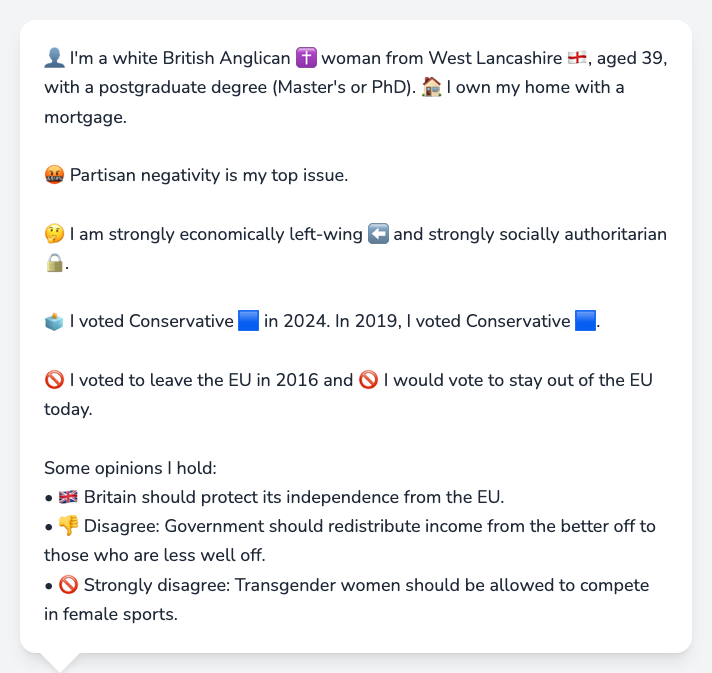 👤 I'm a white British Anglican ✝️ woman from West Lancashire 🏴󠁧󠁢󠁥󠁮󠁧󠁿, aged 39,
with a postgraduate degree (Master's or PhD). 🏠 I own my home with a
mortgage.
🤬 Partisan negativity is my top issue.
🤔 I am strongly economically left-wing ⬅️ and strongly socially authoritarian
🔒.
🗳️ I voted Conservative 🟦 in 2024. In 2019, I voted Conservative 🟦.
🚫 I voted to leave the EU in 2016 and 🚫 I would vote to stay out of the EU
today.
Some opinions I hold:
• 🇬🇧 Britain should protect its independence from the EU.
• 👎 Disagree: Government should redistribute income from the better off to
those who are less well off.
• 🚫 Strongly disagree: Transgender women should be allowed to compete
in female sports.